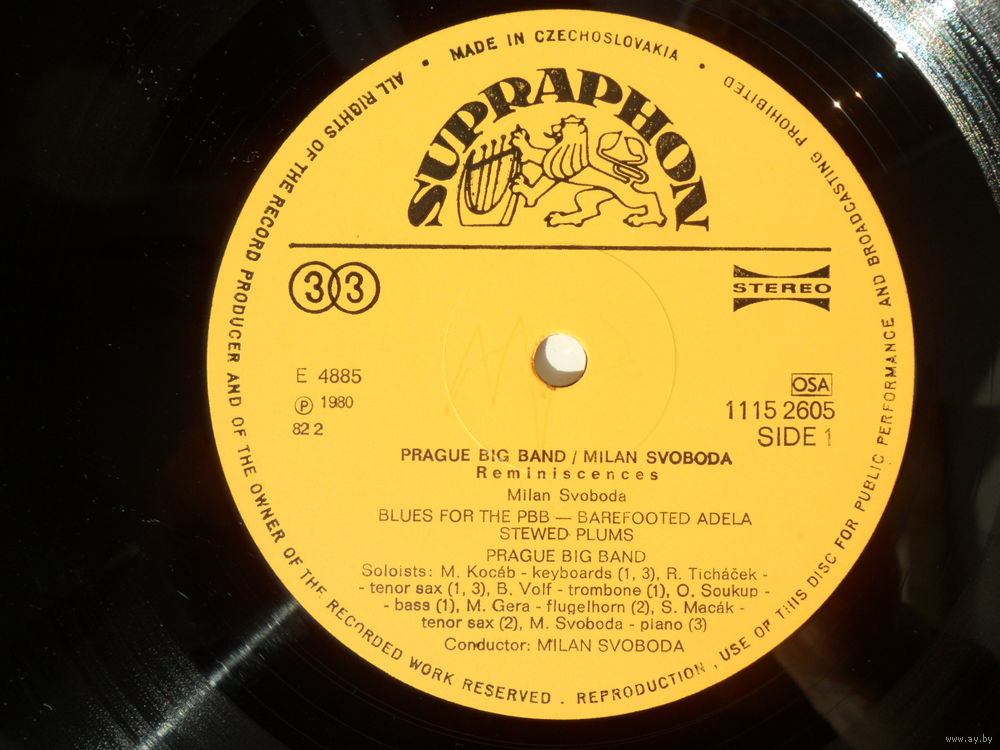 ALL RIGHTS OF THE RECORD PRODUCER AND OF THE OWNER OF THE RECORDED WORK RESERVED . REPRODUCTION, USE OF THIS DISC FOR PUBLIC PERFORMANCE AND BROADCASTING PROHIBITED
• MADE IN CZECHOSLOVAKIA •
SUPRAPHON
33
STEREO
E 4885
Ⓟ 1980
82 2
OSA
1115 2605
SIDE 1
PRAGUE BIG BAND / MILAN SVOBODA
Reminiscences
Milan Svoboda
BLUES FOR THE PBB — BAREFOOTED ADELA
STEWED PLUMS
PRAGUE BIG BAND
Soloists: M. Kocáb - keyboards (1, 3), R. Ticháček -
- tenor sax (1, 3), B. Volf - trombone (1), O. Soukup -
- bass (1), M. Gera - flugelhorn (2), S. Macák -
tenor sax (2), M. Svoboda - piano (3)
Conductor: MILAN SVOBODA
www.ay.by